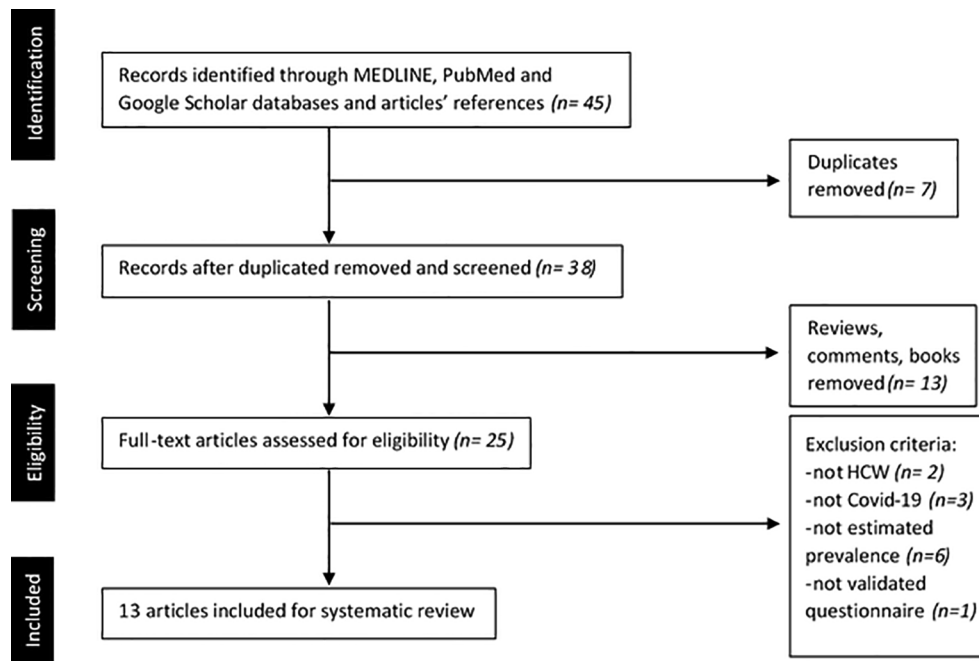 Identification
Records identified through MEDLINE, PubMed and
Google Scholar databases and articles' references (n= 45)
Duplicates
removed (n= 7)
Screening
Records after duplicated removed and screened (n= 38)
Reviews,
comments, books
removed (n= 13)
Eligibility
Full-text articles assessed for eligibility (n= 25)
Exclusion criteria:
-not HCW (n= 2)
-not Covid-19 (n=3)
-not estimated
prevalence (n=6)
-not validated
questionnaire (n=1)
Included
13 articles included for systematic review